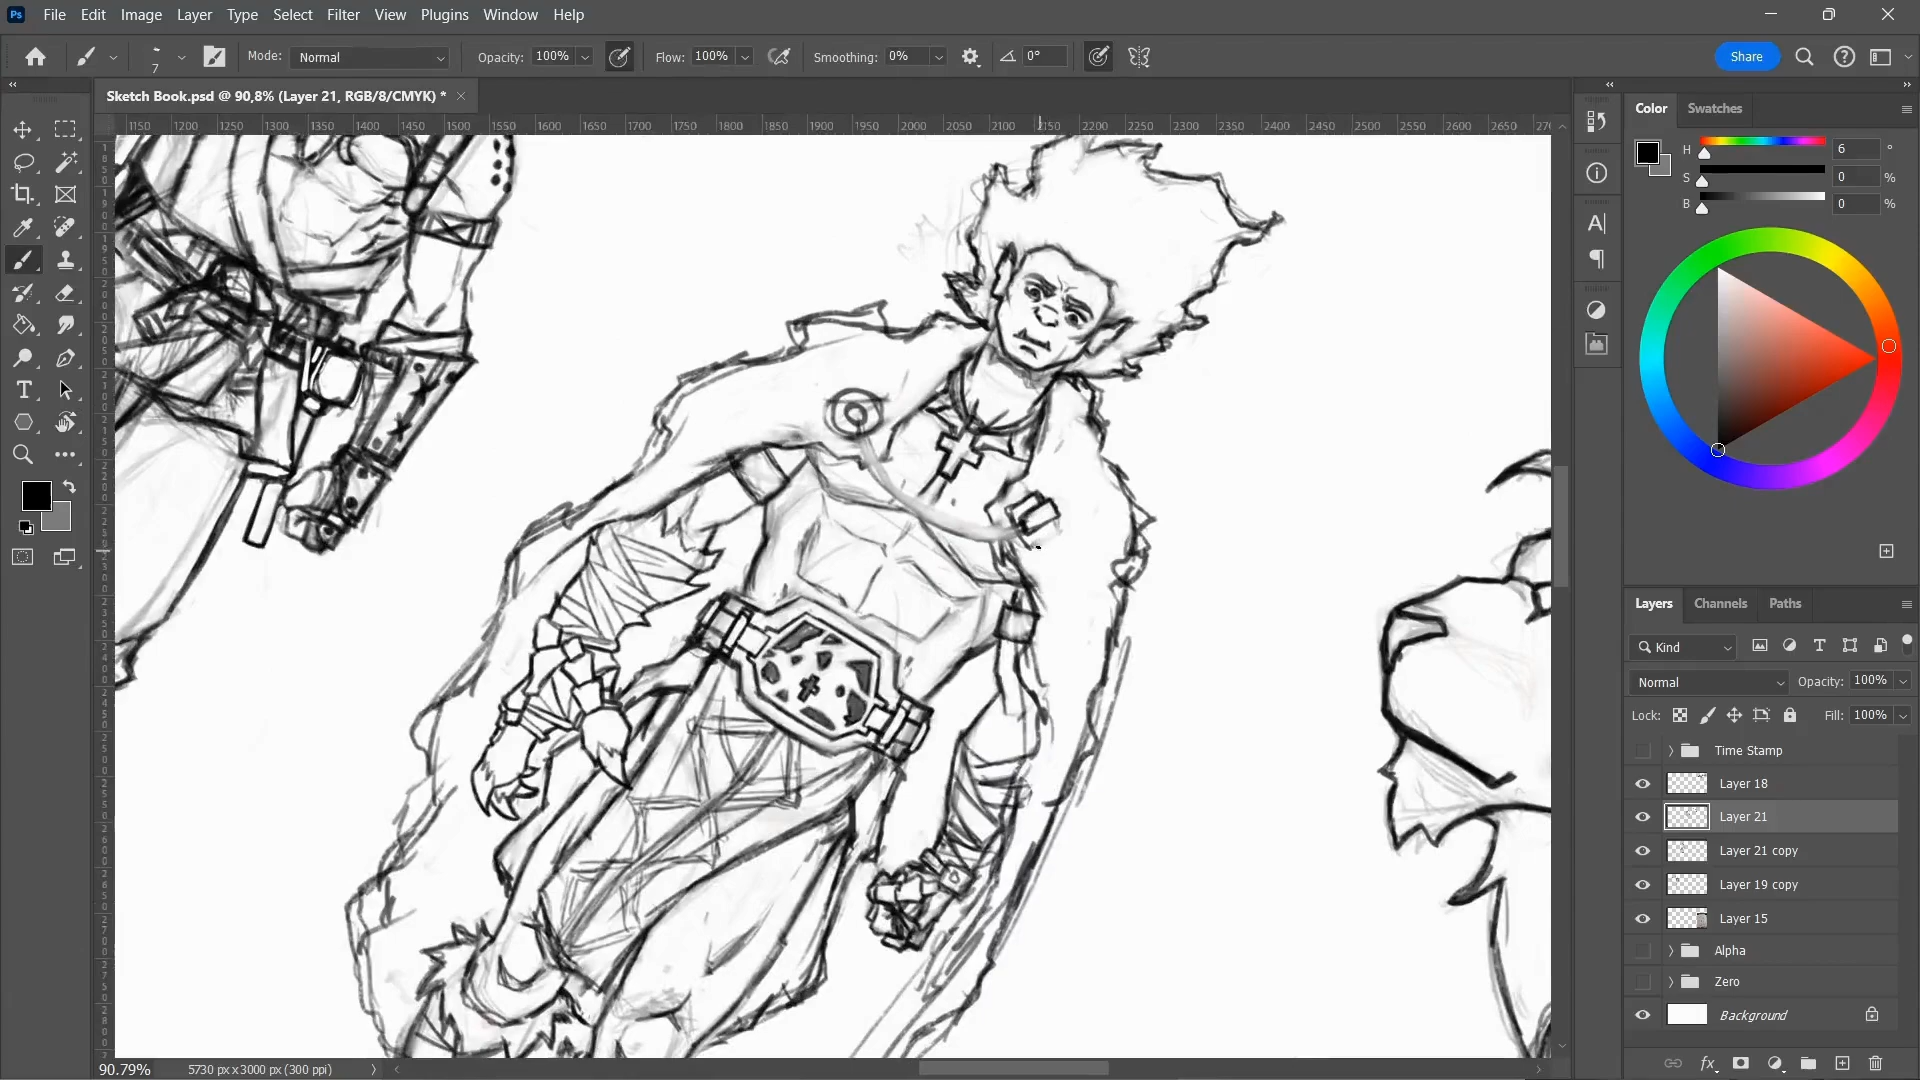 Ps File Edit Image Layer Type Select Filter View Plugins Window Help
7 Mode: Normal Opacity: 100% Flow: 100% Smoothing: 0% 0° Share
Sketch Book.psd @ 90,8% (Layer 21, RGB/8/CMYK) *
1150 1200 1250 1300 1350 1400 1450 1500 1550 1600 1650 1700 1750 1800 1850 1900 1950 2000 2050 2100 2150 2200 2250 2300 2350 2400 2450 2500 2550 2600 2650
Color Swatches
H 6 °
S 0 %
B 0 %
Layers Channels Paths
Kind
Normal Opacity: 100%
Lock: Fill: 100%
Time Stamp
Layer 18
Layer 21
Layer 21 copy
Layer 19 copy
Layer 15
Alpha
Zero
Background
90.79% 5730 px x 3000 px (300 ppi)